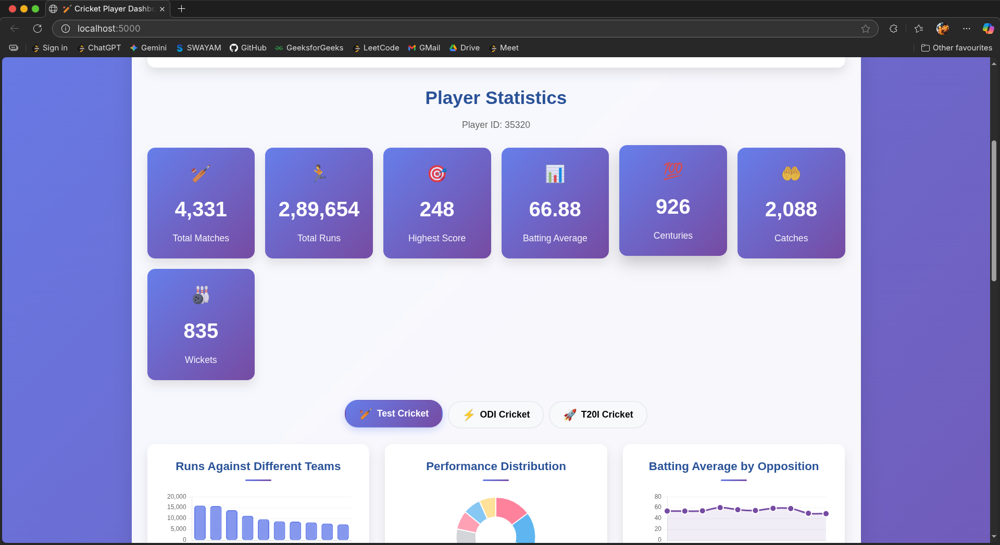 Cricket Player Dashbo
localhost:5000
Sign in ChatGPT Gemini SWAYAM GitHub GeeksforGeeks LeetCode GMail Drive Meet Other favourites
Player Statistics
Player ID: 35320
4,331 2,89,654 248 66.88 926 2,088
Total Matches Total Runs Highest Score Batting Average Centuries Catches
835
Wickets
Test Cricket ODI Cricket T20I Cricket
Runs Against Different Teams
20,000
15,000
10,000
5,000
0
Performance Distribution
Batting Average by Opposition
80
60
40
20
0